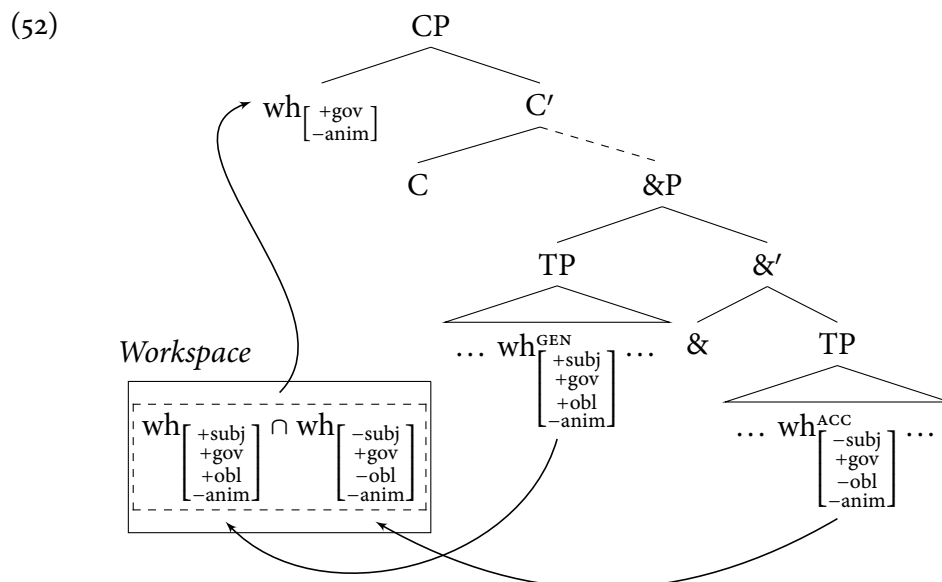 (52)
CP
wh[+gov −anim]
C′
C
&P
TP
&′
… wh^GEN[+subj +gov +obl −anim] …
&
TP
Workspace
… wh^ACC[−subj +gov −obl −anim] …
wh[+subj +gov +obl −anim] ∩ wh[−subj +gov −obl −anim]